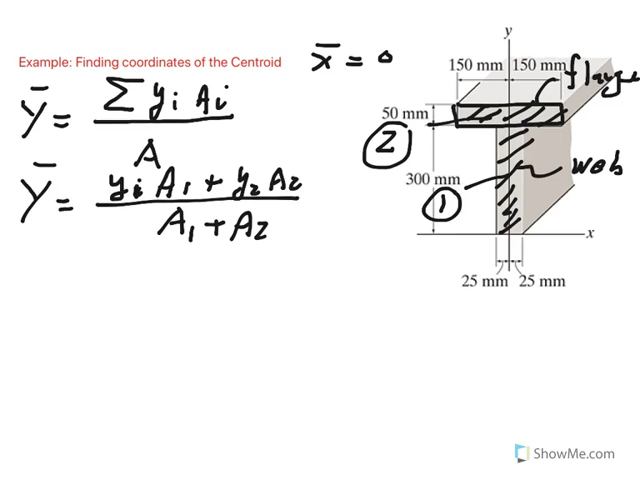 Example: Finding coordinates of the Centroid
x̄ = 0
Ȳ = Σ yi Ai / A
Ȳ = yi A1 + y2 A2 / A1 + A2
y
150 mm 150 mm
flange
50 mm
2
web
300 mm
1
x
25 mm 25 mm
ShowMe.com